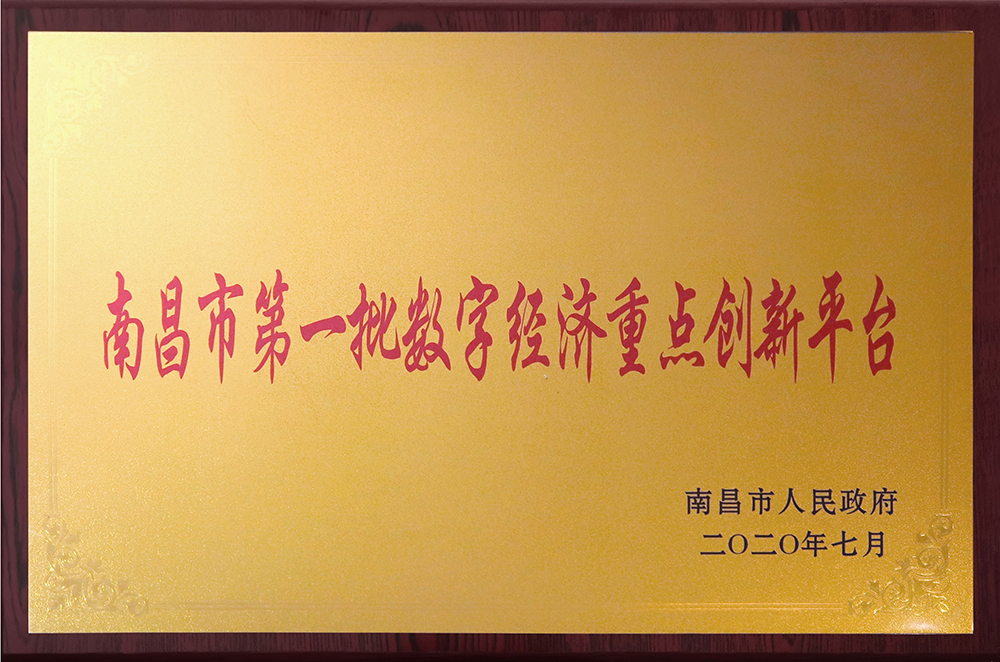 南昌市第一批数字经济重点创新平台
南昌市人民政府
二〇二〇年七月